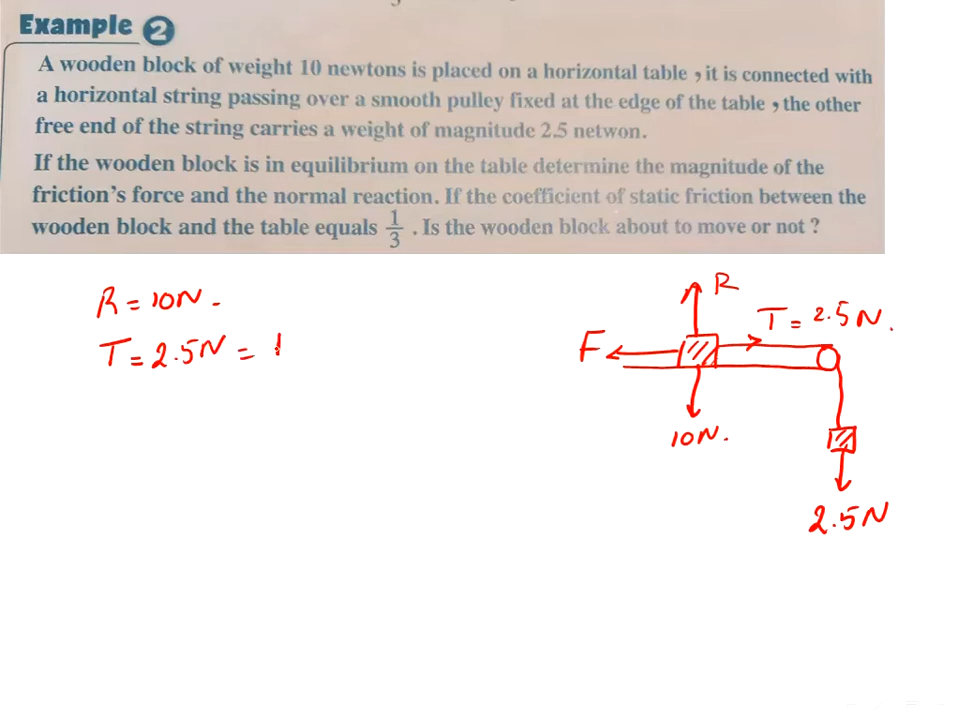 Example 2
A wooden block of weight 10 newtons is placed on a horizontal table , it is connected with
a horizontal string passing over a smooth pulley fixed at the edge of the table , the other
free end of the string carries a weight of magnitude 2.5 netwon.
If the wooden block is in equilibrium on the table determine the magnitude of the
friction's force and the normal reaction. If the coefficient of static friction between the
wooden block and the table equals 1/3 . Is the wooden block about to move or not ?
R = 10N -
T = 2.5N =
R
T = 2.5N.
F
10N.
2.5N